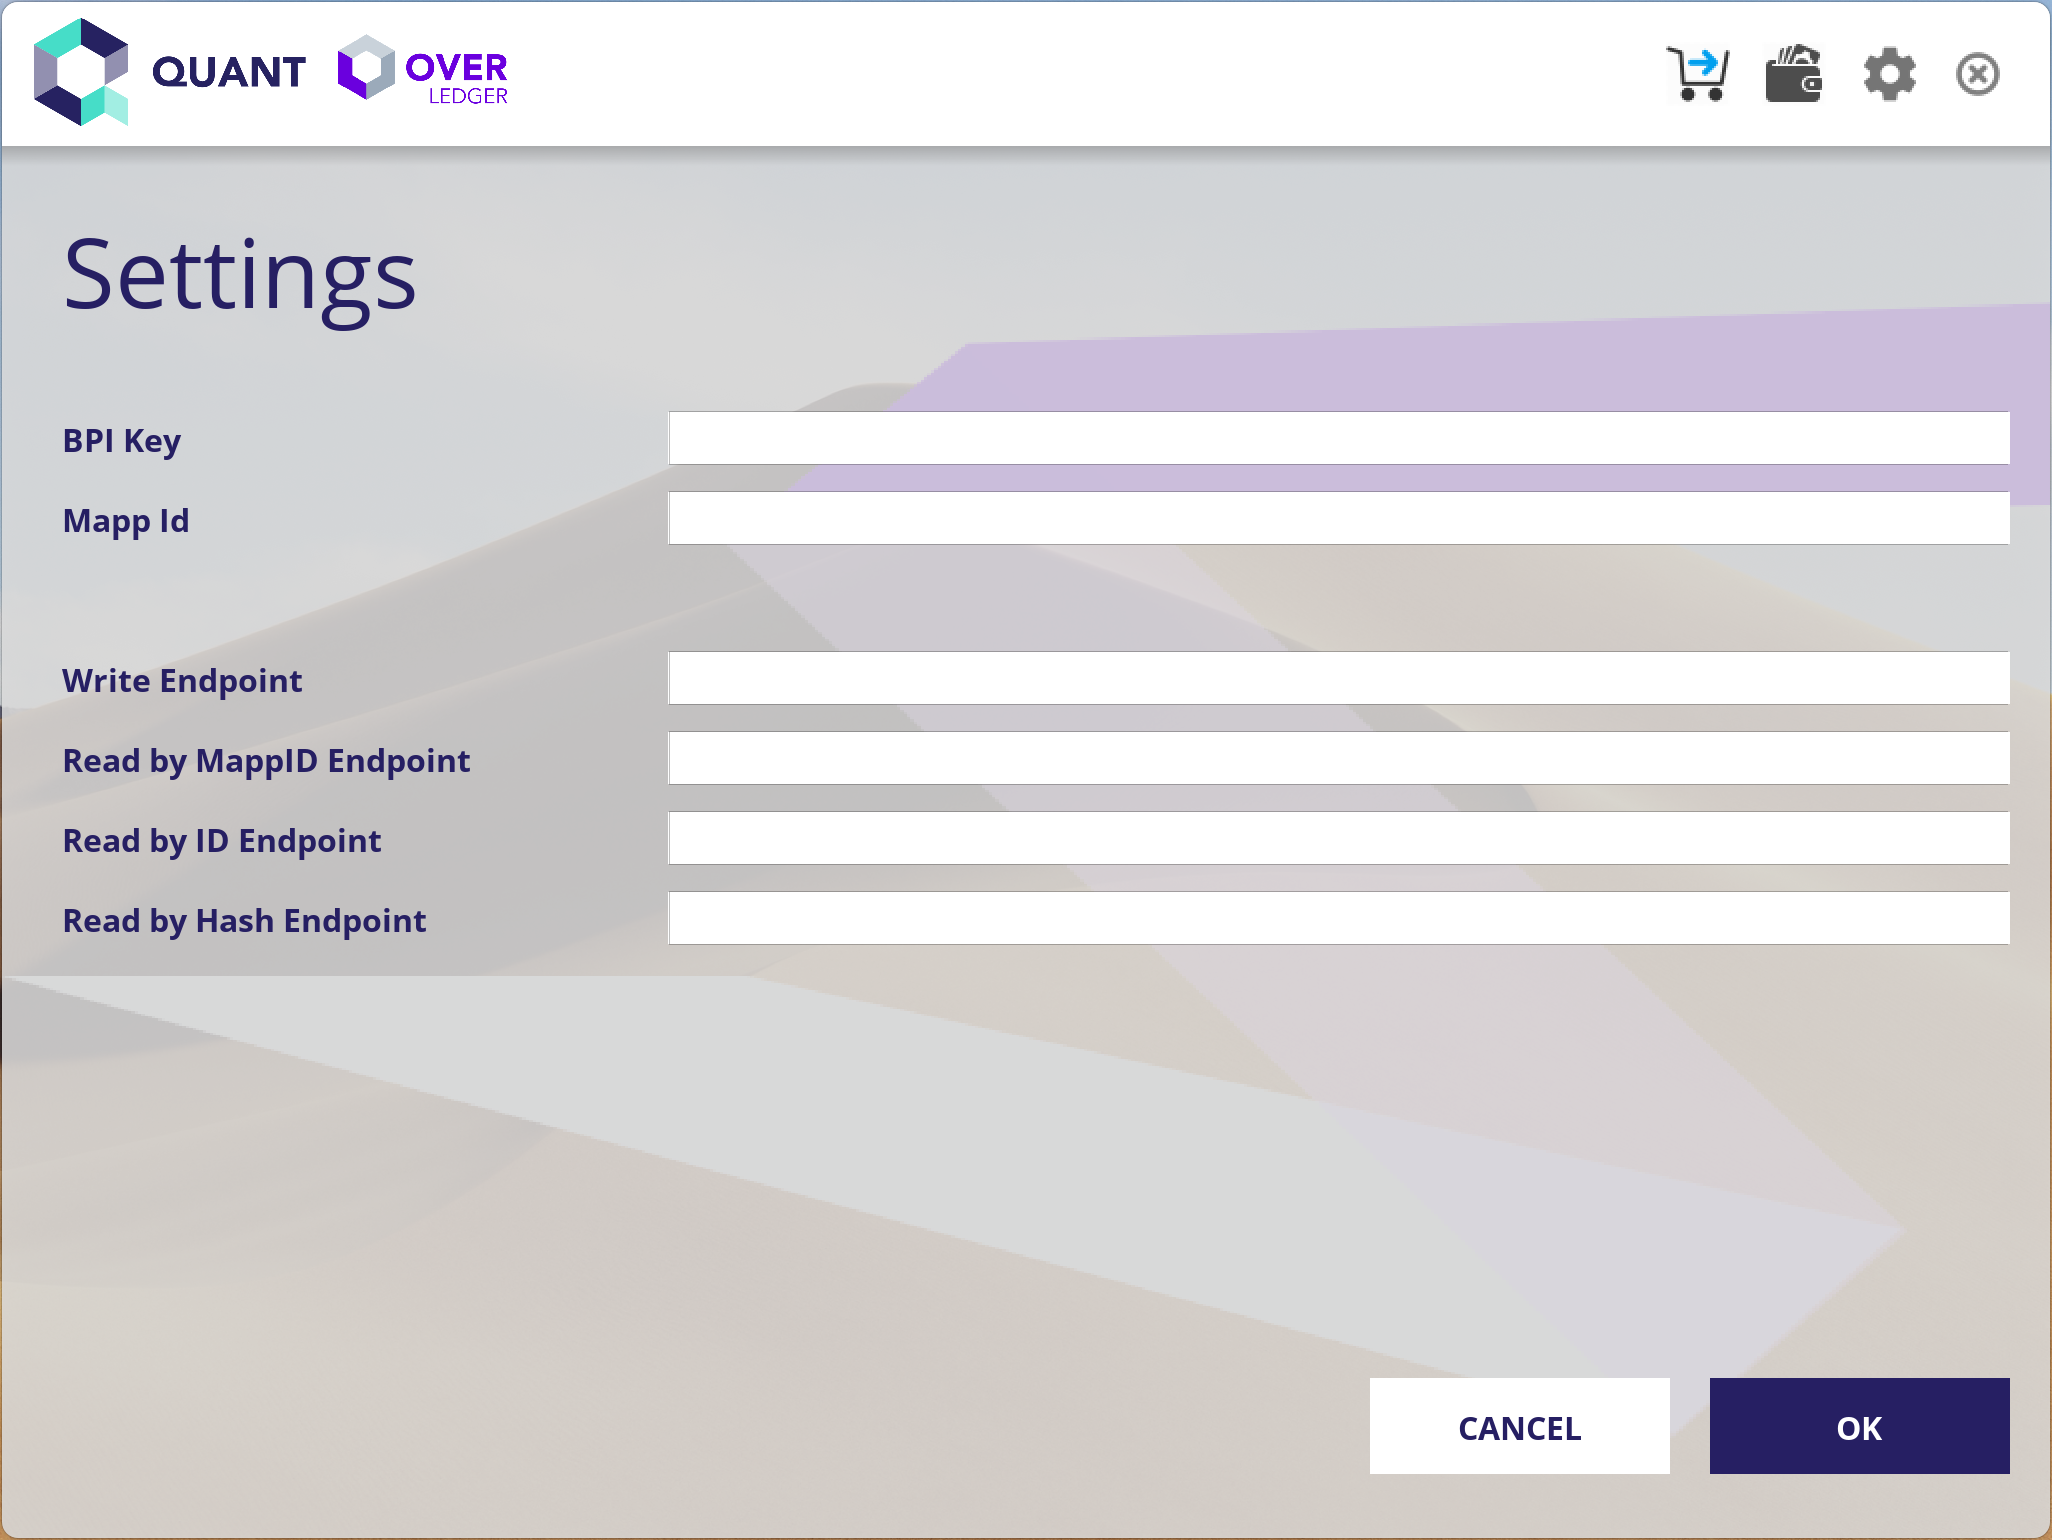 QUANT
OVER
LEDGER
Settings
BPI Key
Mapp Id
Write Endpoint
Read by MappID Endpoint
Read by ID Endpoint
Read by Hash Endpoint
CANCEL
OK